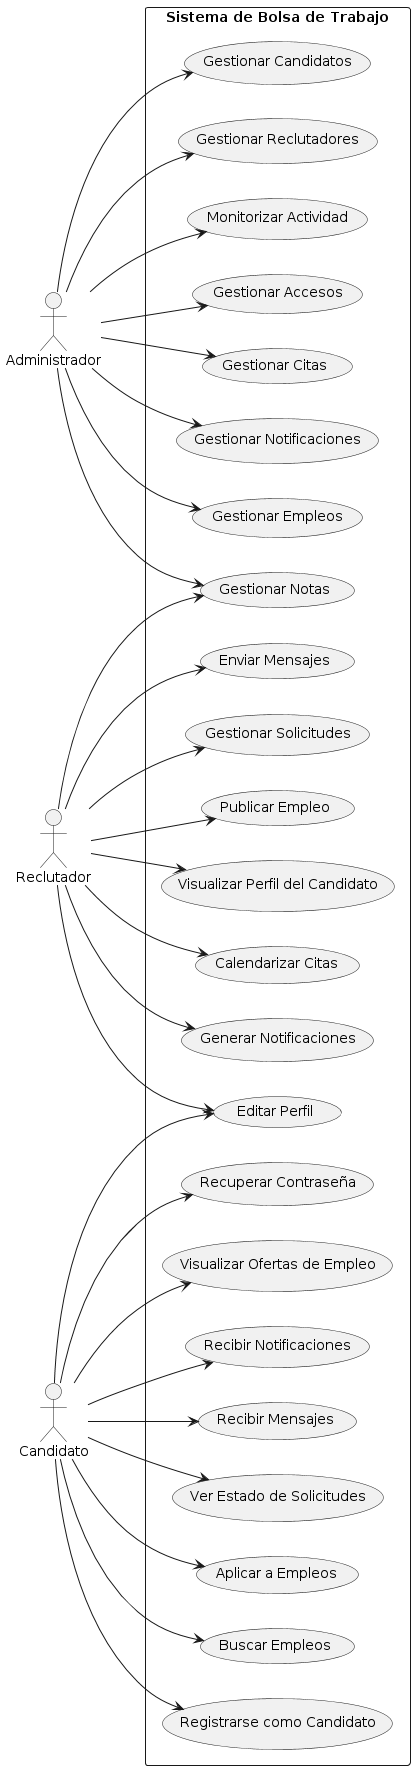 Sistema de Bolsa de Trabajo
Gestionar Candidatos
Gestionar Reclutadores
Monitorizar Actividad
Gestionar Accesos
Administrador
Gestionar Citas
Gestionar Notificaciones
Gestionar Empleos
Gestionar Notas
Enviar Mensajes
Gestionar Solicitudes
Publicar Empleo
Reclutador
Visualizar Perfil del Candidato
Calendarizar Citas
Generar Notificaciones
Editar Perfil
Recuperar Contraseña
Visualizar Ofertas de Empleo
Recibir Notificaciones
Recibir Mensajes
Candidato
Ver Estado de Solicitudes
Aplicar a Empleos
Buscar Empleos
Registrarse como Candidato